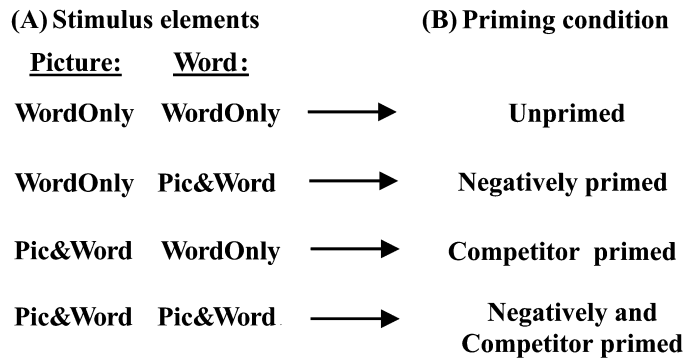 (A) Stimulus elements (B) Priming condition
Picture: Word:
WordOnly WordOnly Unprimed
WordOnly Pic&Word Negatively primed
Pic&Word WordOnly Competitor primed
Pic&Word Pic&Word Negatively and
Competitor primed